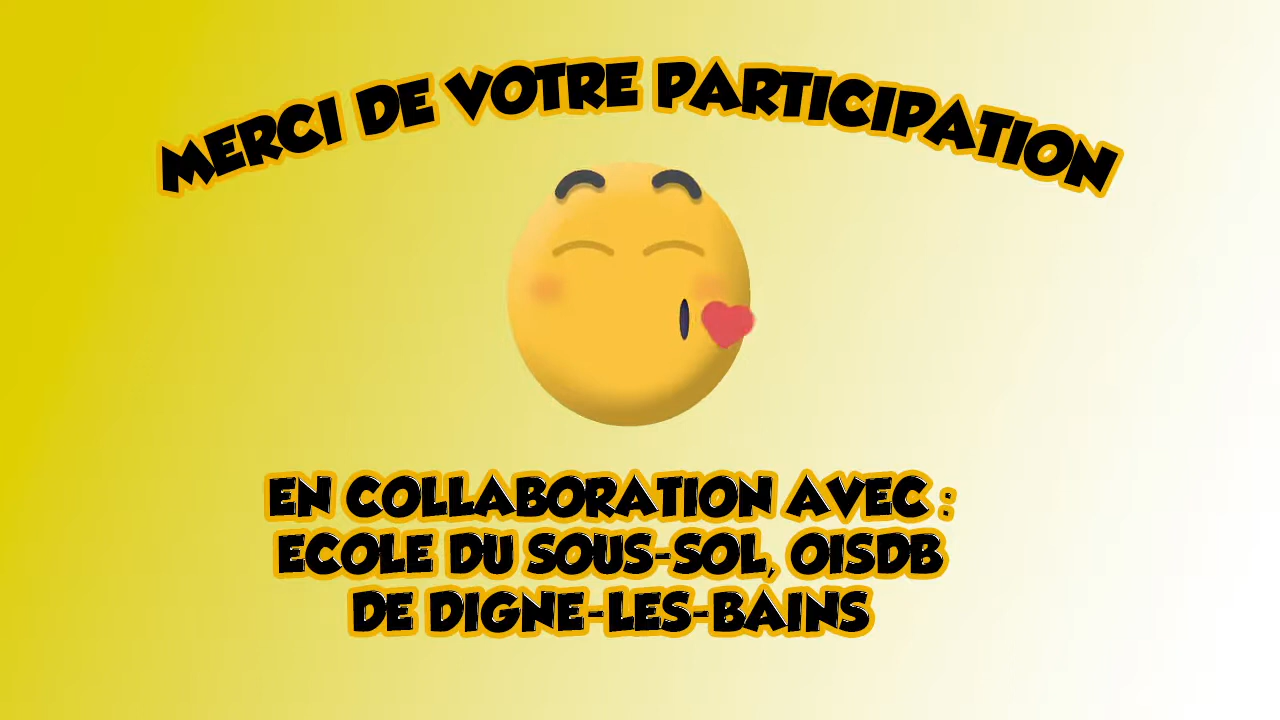 MERCI DE VOTRE PARTICIPATION
EN COLLABORATION AVEC :
ECOLE DU SOUS-SOL, OISDB
DE DIGNE-LES-BAINS